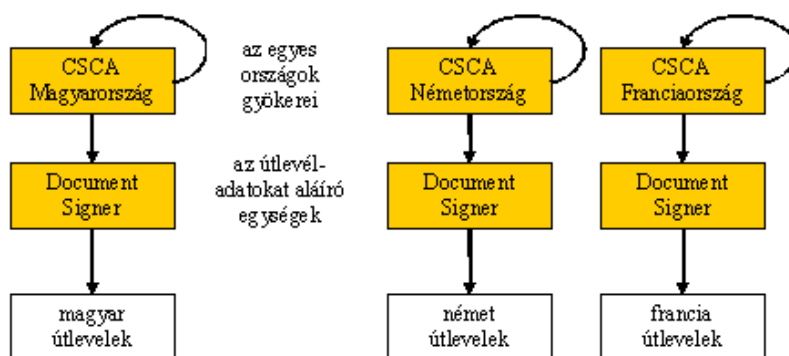 CSCA
Magyarország
az egyes
országok
gyökerei
CSCA
Németország
CSCA
Franciaország
Document
Signer
az útlevél-
adatokat aláíró
egységek
Document
Signer
Document
Signer
magyar
útlevelek
német
útlevelek
francia
útlevelek